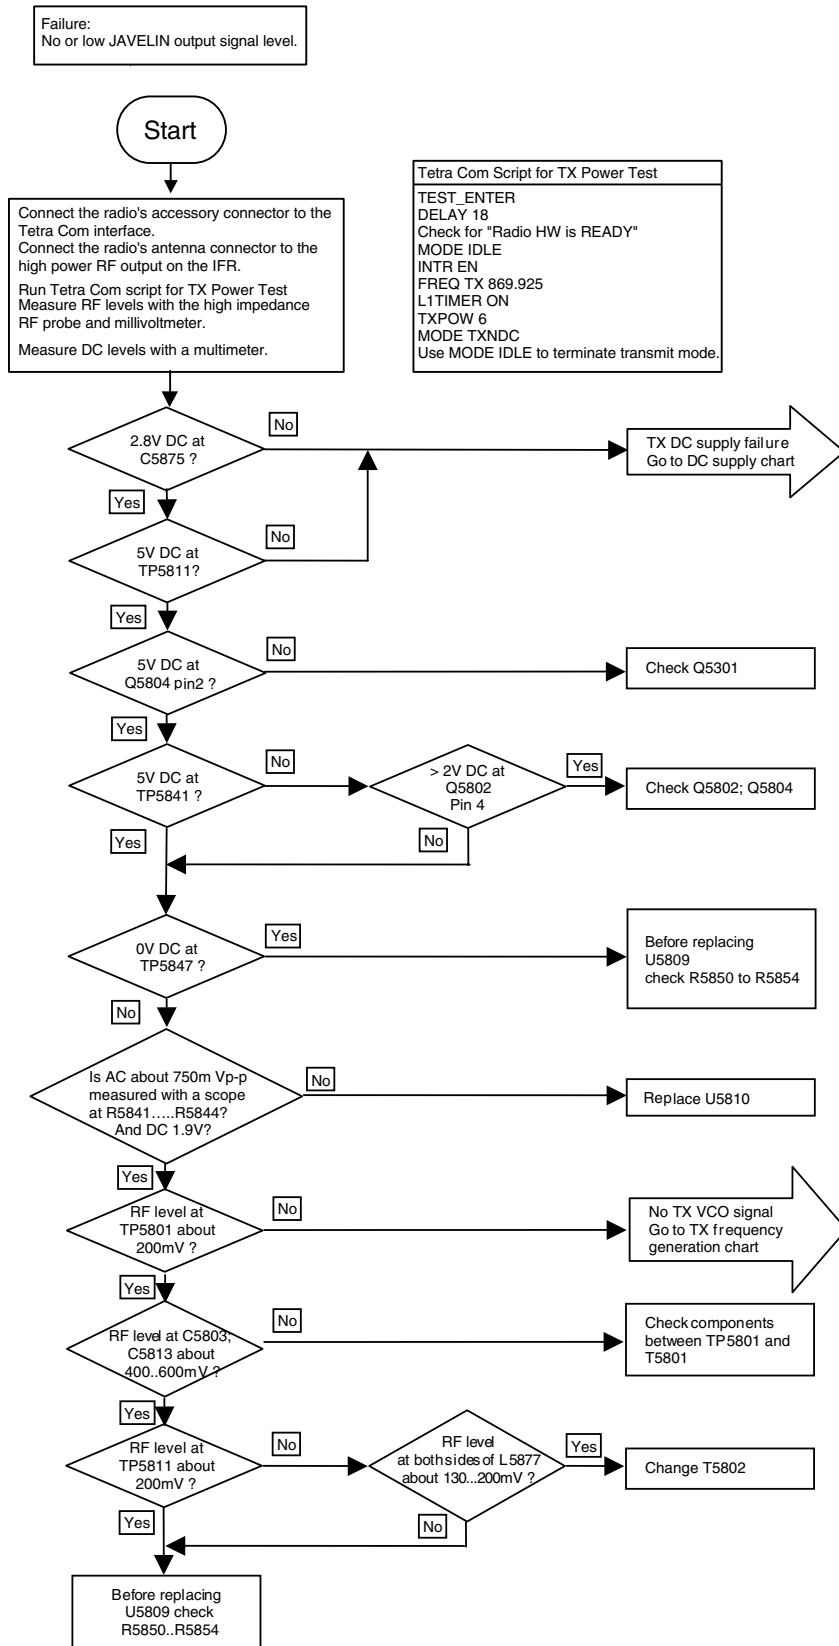 Failure:
No or low JAVELIN output signal level.
Start
Connect the radio's accessory connector to the
Tetra Com interface.
Connect the radio's antenna connector to the
high power RF output on the IFR.
Run Tetra Com script for TX Power Test
Measure RF levels with the high impedance
RF probe and millivoltmeter.
Measure DC levels with a multimeter.
Tetra Com Script for TX Power Test
TEST_ENTER
DELAY 18
Check for "Radio HW is READY"
MODE IDLE
INTR EN
FREQ TX 869.925
L1TIMER ON
TXPOW 6
MODE TXNDC
Use MODE IDLE to terminate transmit mode.
2.8V DC at
C5875 ?
No
TX DC supply failure
Go to DC supply chart
Yes
5V DC at
TP5811?
No
Yes
5V DC at
Q5804 pin2 ?
No
Check Q5301
Yes
5V DC at
TP5841 ?
No
> 2V DC at
Q5802
Pin 4
Yes
Check Q5802; Q5804
Yes
No
0V DC at
TP5847 ?
Yes
Before replacing
U5809
check R5850 to R5854
No
Is AC about 750m Vp-p
measured with a scope
at R5841.....R5844?
And DC 1.9V?
No
Replace U5810
Yes
RF level at
TP5801 about
200mV ?
No
No TX VCO signal
Go to TX frequency
generation chart
Yes
RF level at C5803;
C5813 about
400..600mV ?
No
Check components
between TP5801 and
T5801
Yes
RF level at
TP5811 about
200mV ?
No
RF level
at both sides of L5877
about 130...200mV ?
Yes
Change T5802
Yes
No
Before replacing
U5809 check
R5850..R5854